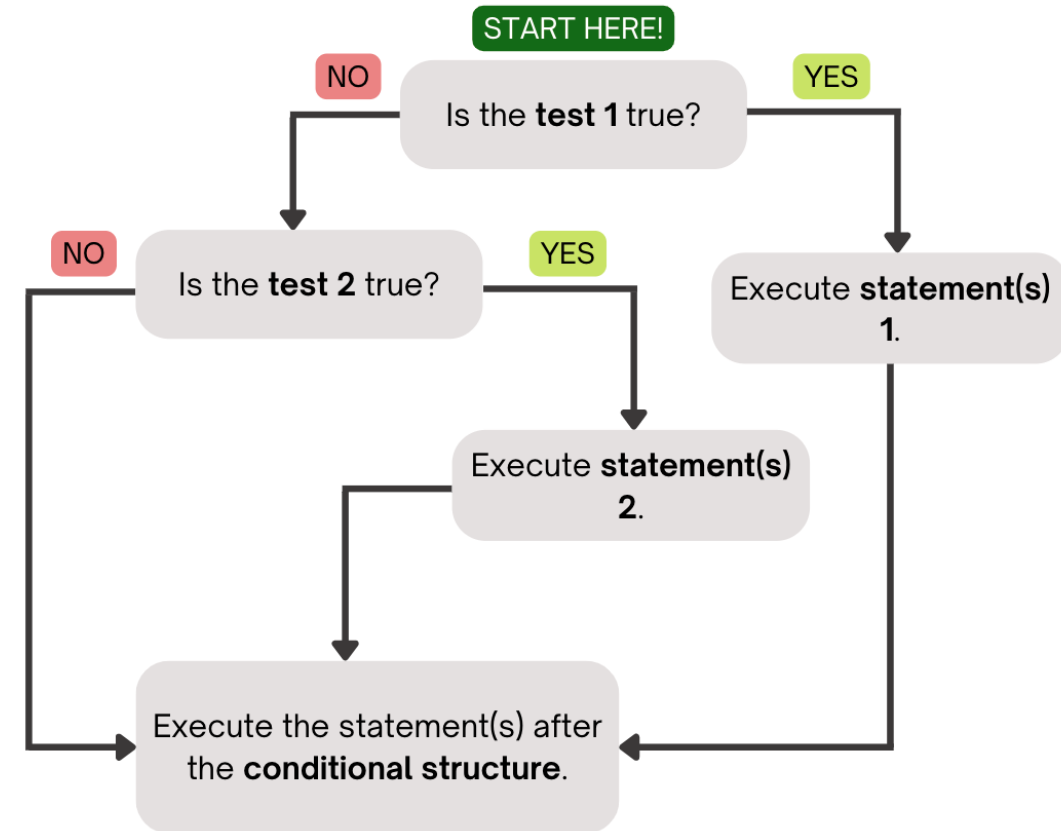 START HERE!
NO
YES
Is the test 1 true?
NO
YES
Is the test 2 true?
Execute statement(s)
1.
Execute statement(s)
2.
Execute the statement(s) after
the conditional structure.